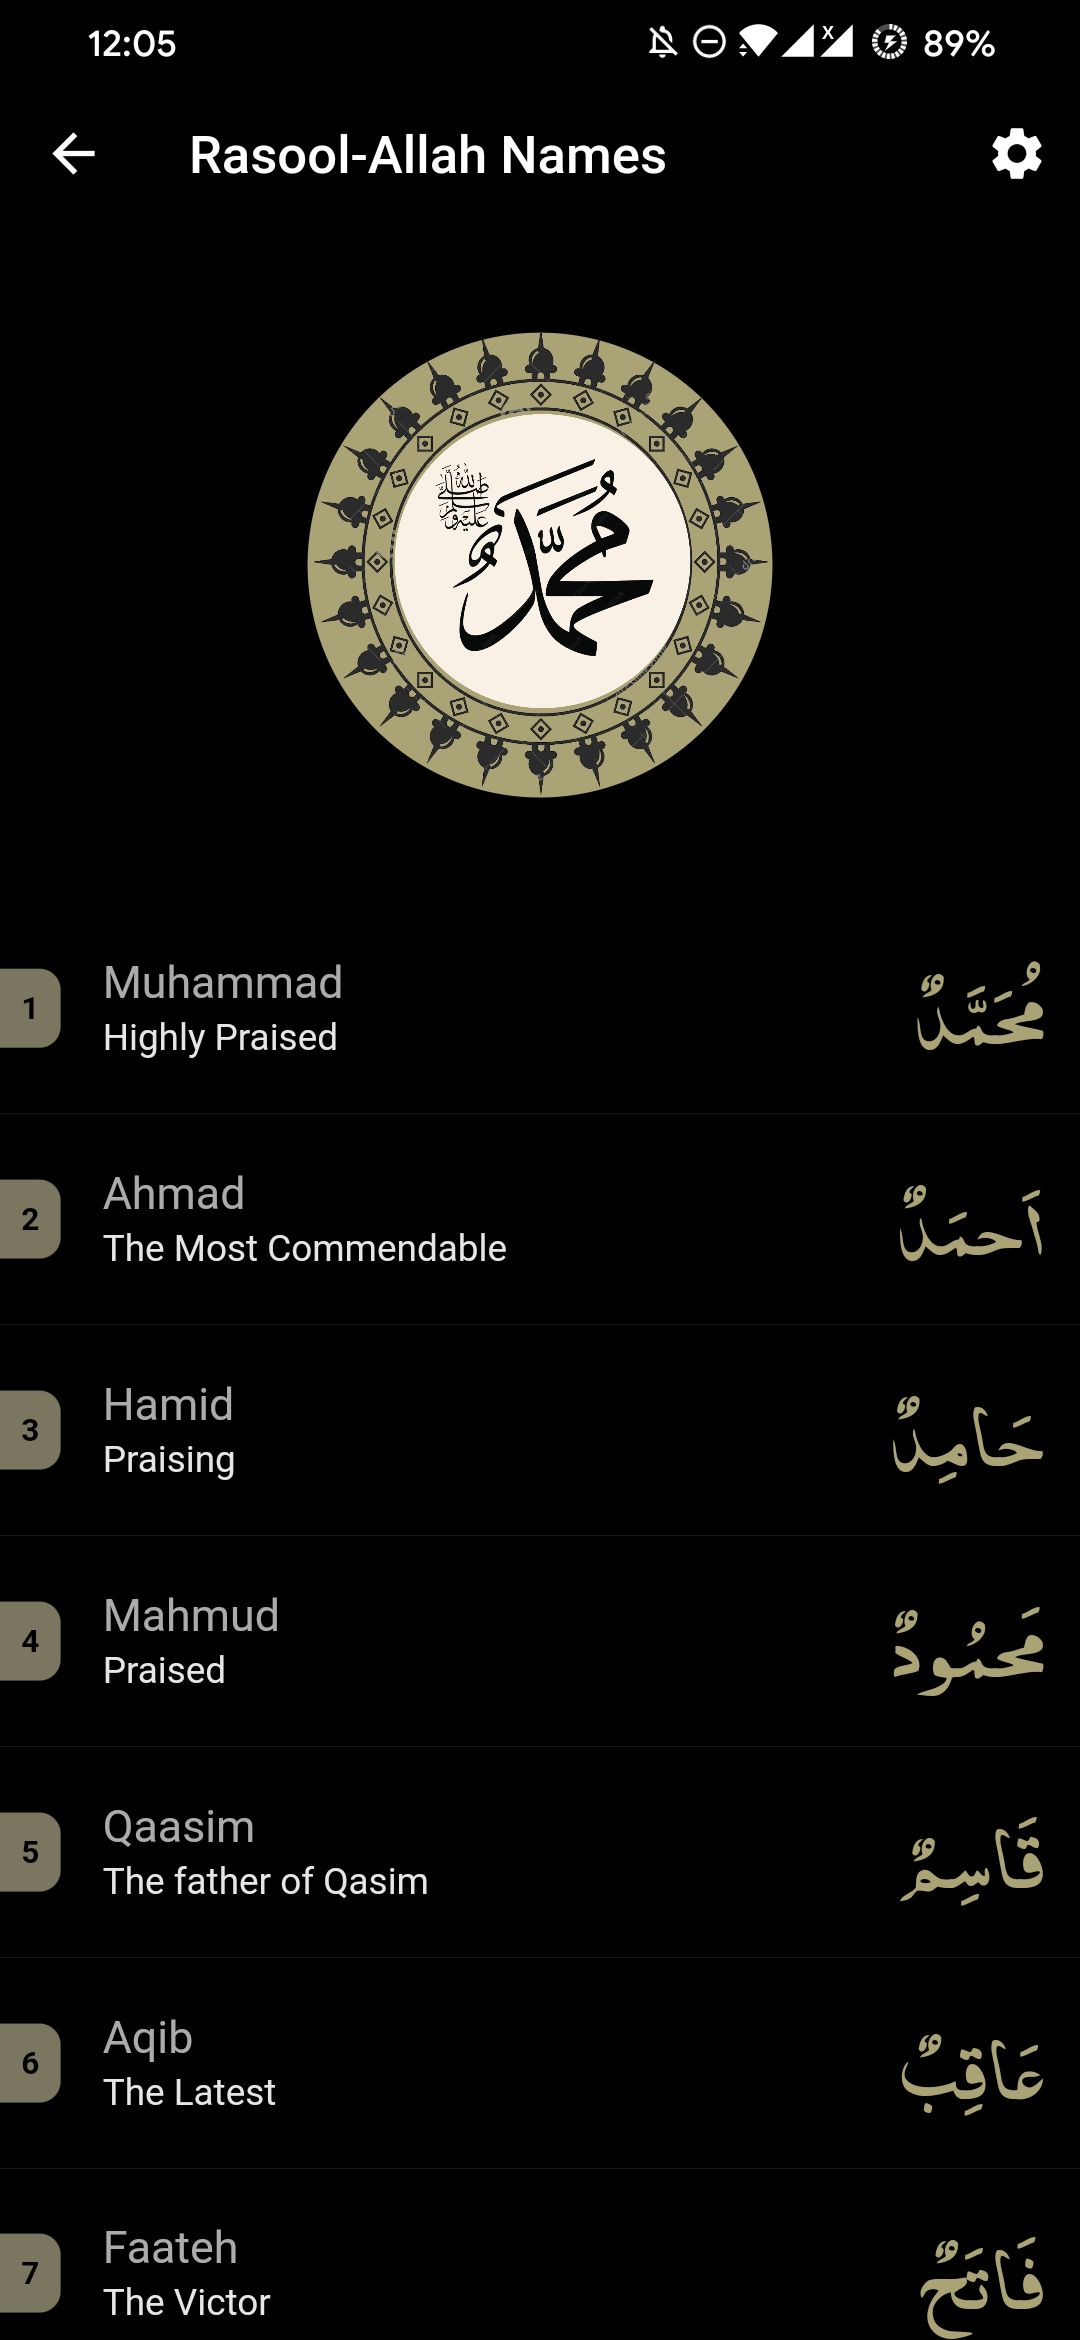 12:05
X
89%
Rasool-Allah Names
ﷺ
مُحَمَّدٌ
1
Muhammad
Highly Praised
مُحَمَّدٌ
2
Ahmad
The Most Commendable
اَحمَدٌ
3
Hamid
Praising
حَامِدٌ
4
Mahmud
Praised
مَحمُودٌ
5
Qaasim
The father of Qasim
قَاسِمٌ
6
Aqib
The Latest
عَاقِبٌ
7
Faateh
The Victor
فَاتَحٌ